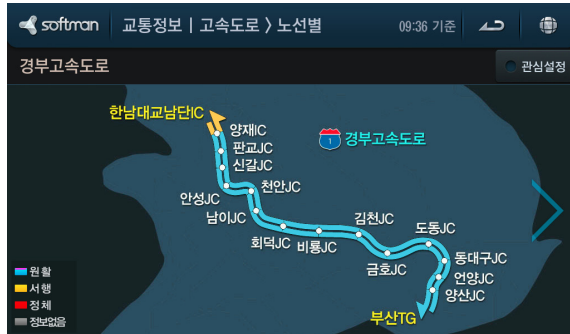 softman 교통정보 | 고속도로 〉 노선별 09:36 기준
경부고속도로 관심설정
한남대교남단IC
양재IC
1 경부고속도로
판교JC
신갈JC
천안JC
안성JC
남이JC
회덕JC
비룡JC
김천JC
금호JC
도동JC
동대구JC
언양JC
양산JC
부산TG
원활
서행
정체
정보없음